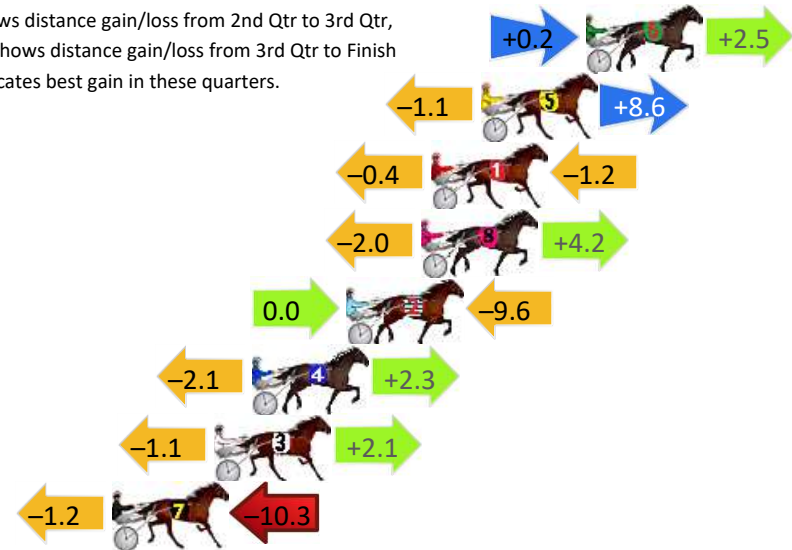 ws distance gain/loss from 2nd Qtr to 3rd Qtr,
hows distance gain/loss from 3rd Qtr to Finish
cates best gain in these quarters.
+0.2 +2.5
–1.1 5 +8.6
–0.4 1 –1.2
–2.0 8 +4.2
0.0 –9.6
–2.1 4 +2.3
–1.1 3 +2.1
–1.2 7 –10.3